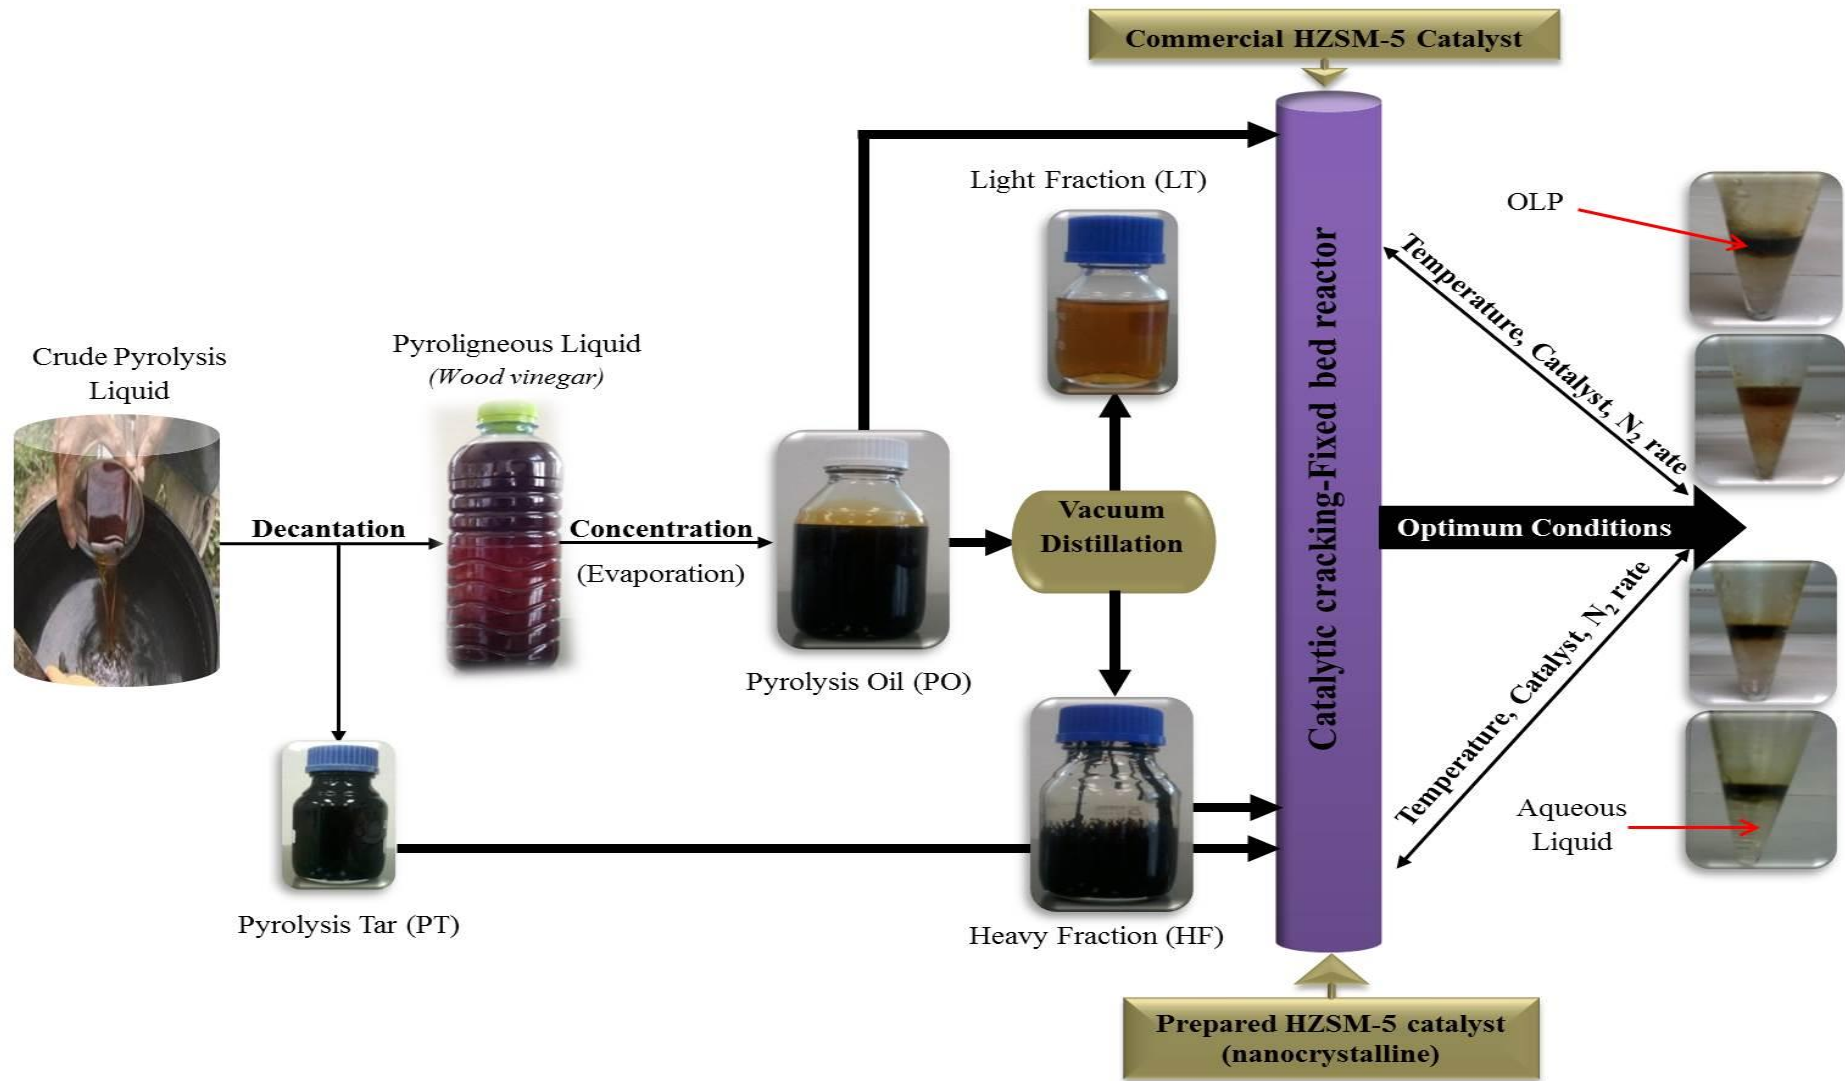 Commercial HZSM-5 Catalyst
Light Fraction (LT)
OLP
Crude Pyrolysis
Liquid
Pyroligneous Liquid
(Wood vinegar)
Decantation
Concentration
(Evaporation)
Vacuum
Distillation
Catalytic cracking-Fixed bed reactor
Temperature, Catalyst, N₂ rate
Optimum Conditions
Temperature, Catalyst, N₂ rate
Pyrolysis Oil (PO)
Aqueous
Liquid
Pyrolysis Tar (PT)
Heavy Fraction (HF)
Prepared HZSM-5 catalyst
(nanocrystalline)